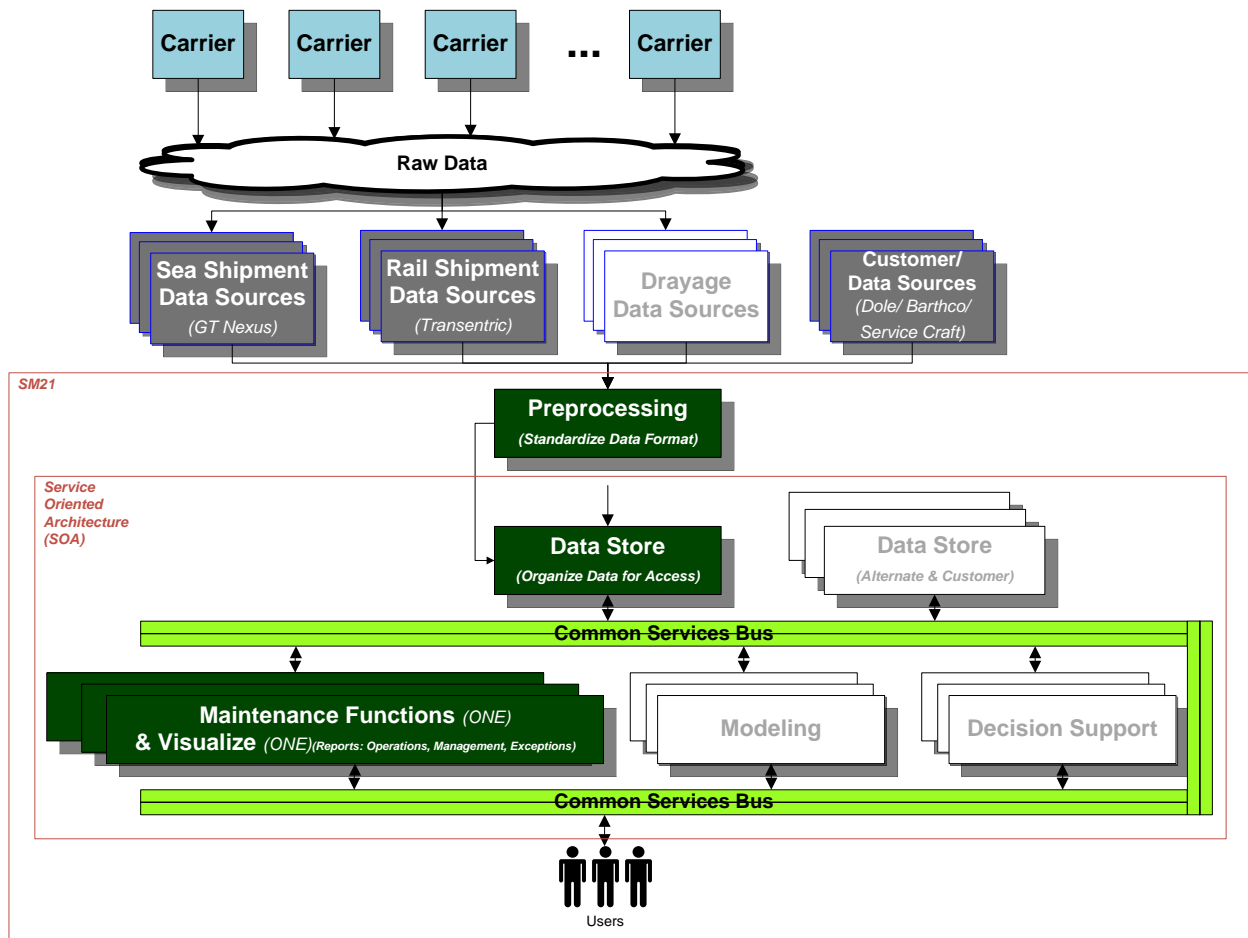 Carrier Carrier Carrier ... Carrier
Raw Data
Sea Shipment
Data Sources
(GT Nexus)
Rail Shipment
Data Sources
(Transentric)
Drayage
Data Sources
Customer/
Data Sources
(Dole/ Barthco/
Service Craft)
SM21
Preprocessing
(Standardize Data Format)
Service
Oriented
Architecture
(SOA)
Data Store
(Organize Data for Access)
Data Store
(Alternate & Customer)
Common Services Bus
Maintenance Functions (ONE)
& Visualize (ONE)(Reports: Operations, Management, Exceptions)
Modeling
Decision Support
Common Services Bus
Users